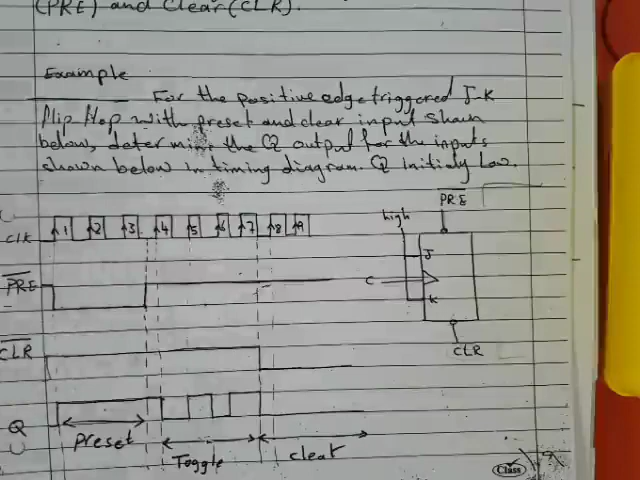 (PRE) and Clear (CLR).
Example
For the positive edge triggered J-K
flip flop with preset and clear input shown
below, determine the Q output for the inputs
shown below in timing diagram. Q initialy Low.
CLK 1 2 3 4 5 6 7 8 9
high
PRE
J
C
K
CLR
PRE
CLR
Q
Preset
Toggle
clear
Class